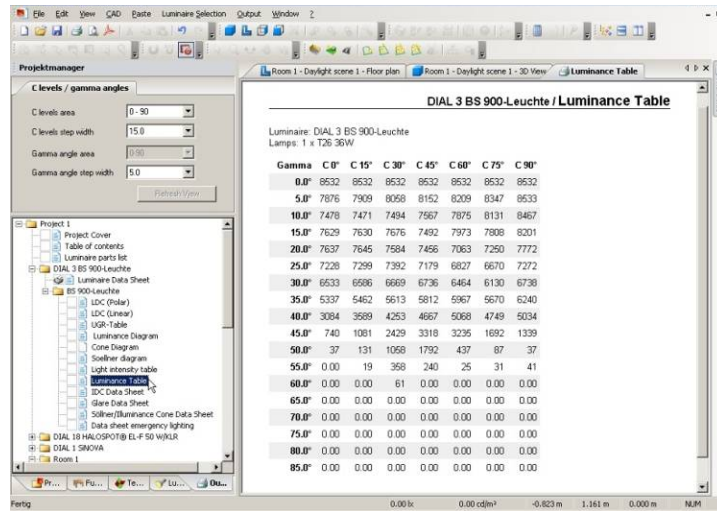 File Edit View CAD Paste Luminaire Selection Output Window ?
Projektmanager
C levels / gamma angles
C levels area 0 - 90
C levels step width 15.0
Gamma angle area 0-90
Gamma angle step width 5.0
Refresh View
Project 1
Project Cover
Table of contents
Luminaire parts list
DIAL 3 BS 900-Leuchte
Luminaire Data Sheet
BS 900-Leuchte
LDC (Polar)
LDC (Linear)
UGR-Table
Luminance Diagram
Cone Diagram
Soellner diagram
Light intensity table
Luminance Table
IDC Data Sheet
Glare Data Sheet
Söllner/Illuminance Cone Data Sheet
Data sheet emergency lighting
DIAL 18 HALOSPOT® EL-F 50 W/KLR
DIAL 1 SINOVA
Room 1
Pr... Fu... Te... Lu... Ou...
Room 1 - Daylight scene 1 - Floor plan Room 1 - Daylight scene 1 - 3D View Luminance Table
DIAL 3 BS 900-Leuchte / Luminance Table
Luminaire: DIAL 3 BS 900-Leuchte
Lamps: 1 x T26 36W
Gamma C 0° C 15° C 30° C 45° C 60° C 75° C 90°
0.0° 8532 8532 8532 8532 8532 8532 8532
5.0° 7876 7909 8058 8152 8209 8347 8533
10.0° 7478 7471 7494 7567 7875 8131 8467
15.0° 7629 7630 7676 7492 7973 7808 8201
20.0° 7637 7645 7584 7456 7063 7250 7772
25.0° 7228 7299 7392 7179 6827 6670 7272
30.0° 6533 6586 6669 6736 6464 6130 6738
35.0° 5337 5462 5613 5812 5967 5670 6240
40.0° 3084 3589 4253 4667 5068 4749 5034
45.0° 740 1081 2429 3318 3235 1692 1339
50.0° 37 131 1058 1792 437 87 37
55.0° 0.00 19 358 240 25 31 41
60.0° 0.00 0.00 61 0.00 0.00 0.00 0.00
65.0° 0.00 0.00 0.00 0.00 0.00 0.00 0.00
70.0° 0.00 0.00 0.00 0.00 0.00 0.00 0.00
75.0° 0.00 0.00 0.00 0.00 0.00 0.00 0.00
80.0° 0.00 0.00 0.00 0.00 0.00 0.00 0.00
85.0° 0.00 0.00 0.00 0.00 0.00 0.00 0.00
Fertig 0.00 lx 0.00 cd/m² -0.823 m 1.161 m 0.000 m NUM